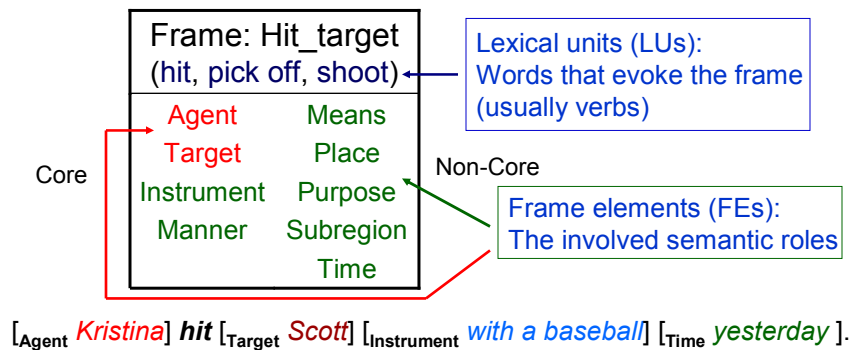 Frame: Hit_target
(hit, pick off, shoot)
Lexical units (LUs):
Words that evoke the frame
(usually verbs)
Core
Agent
Target
Instrument
Manner
Means
Place
Purpose
Subregion
Time
Non-Core
Frame elements (FEs):
The involved semantic roles
[Agent Kristina] hit [Target Scott] [Instrument with a baseball] [Time yesterday ].